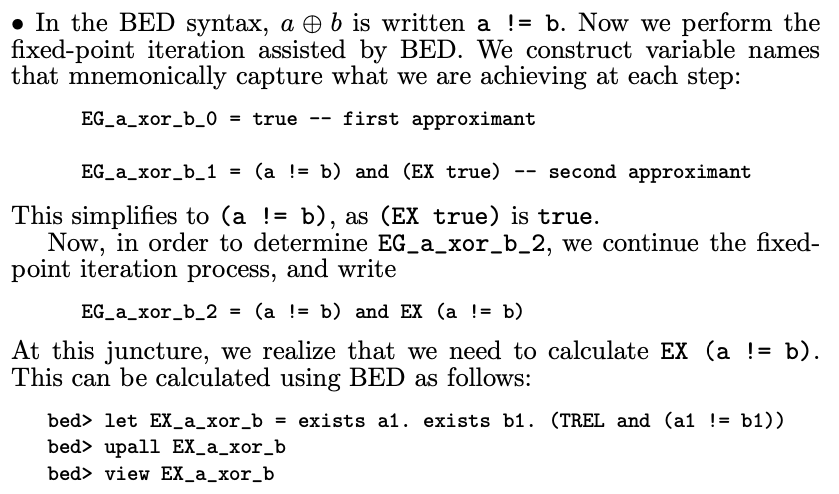 • In the BED syntax, a ⊕ b is written a != b. Now we perform the
fixed-point iteration assisted by BED. We construct variable names
that mnemonically capture what we are achieving at each step:
EG_a_xor_b_0 = true -- first approximant
EG_a_xor_b_1 = (a != b) and (EX true) -- second approximant
This simplifies to (a != b), as (EX true) is true.
Now, in order to determine EG_a_xor_b_2, we continue the fixed-
point iteration process, and write
EG_a_xor_b_2 = (a != b) and EX (a != b)
At this juncture, we realize that we need to calculate EX (a != b).
This can be calculated using BED as follows:
bed> let EX_a_xor_b = exists a1. exists b1. (TREL and (a1 != b1))
bed> upall EX_a_xor_b
bed> view EX_a_xor_b